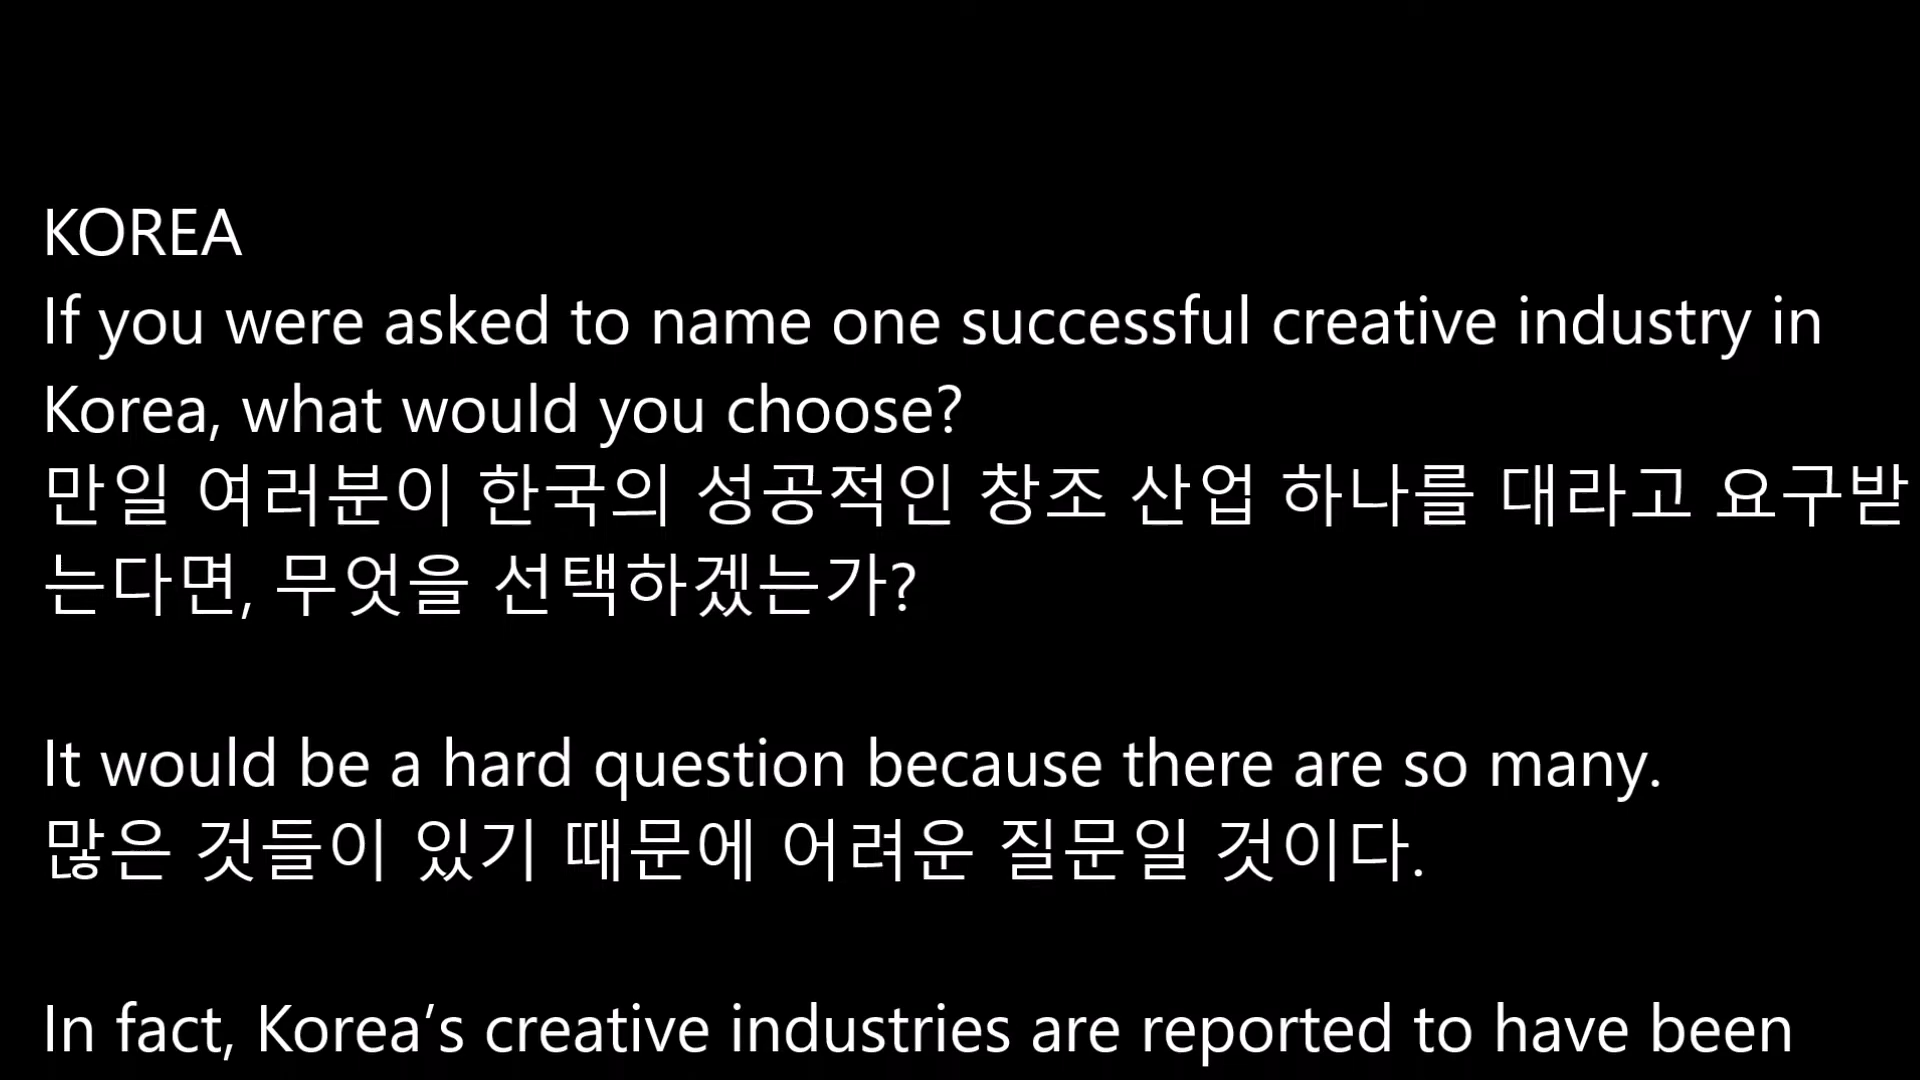 KOREA
If you were asked to name one successful creative industry in
Korea, what would you choose?
만일 여러분이 한국의 성공적인 창조 산업 하나를 대라고 요구받
는다면, 무엇을 선택하겠는가?
It would be a hard question because there are so many.
많은 것들이 있기 때문에 어려운 질문일 것이다.
In fact, Korea’s creative industries are reported to have been